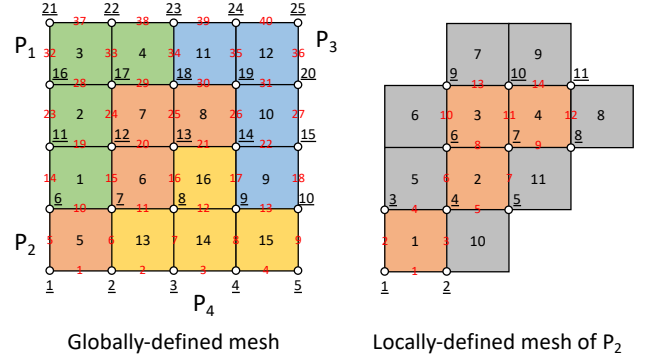 21 22 23 24 25
37 38 39 40
P1 32 3 33 4 34 11 35 12 36 P3
16 17 18 19 20
28 29 30 31
23 2 24 7 25 8 26 10 27
11 12 13 14 15
19 20 21 22
14 1 15 6 16 16 17 9 18
6 7 8 9 10
10 11 12 13
P2 5 5 6 13 7 14 8 15 9
1 2 3 4
1 2 3 4 5
P4
Globally-defined mesh
7 9
9 10 11
13 14
6 10 3 11 4 12 8
6 7 8
8 9
5 6 2 7 11
3 4 5
4 5
2 1 3 10
1
1 2
Locally-defined mesh of P2